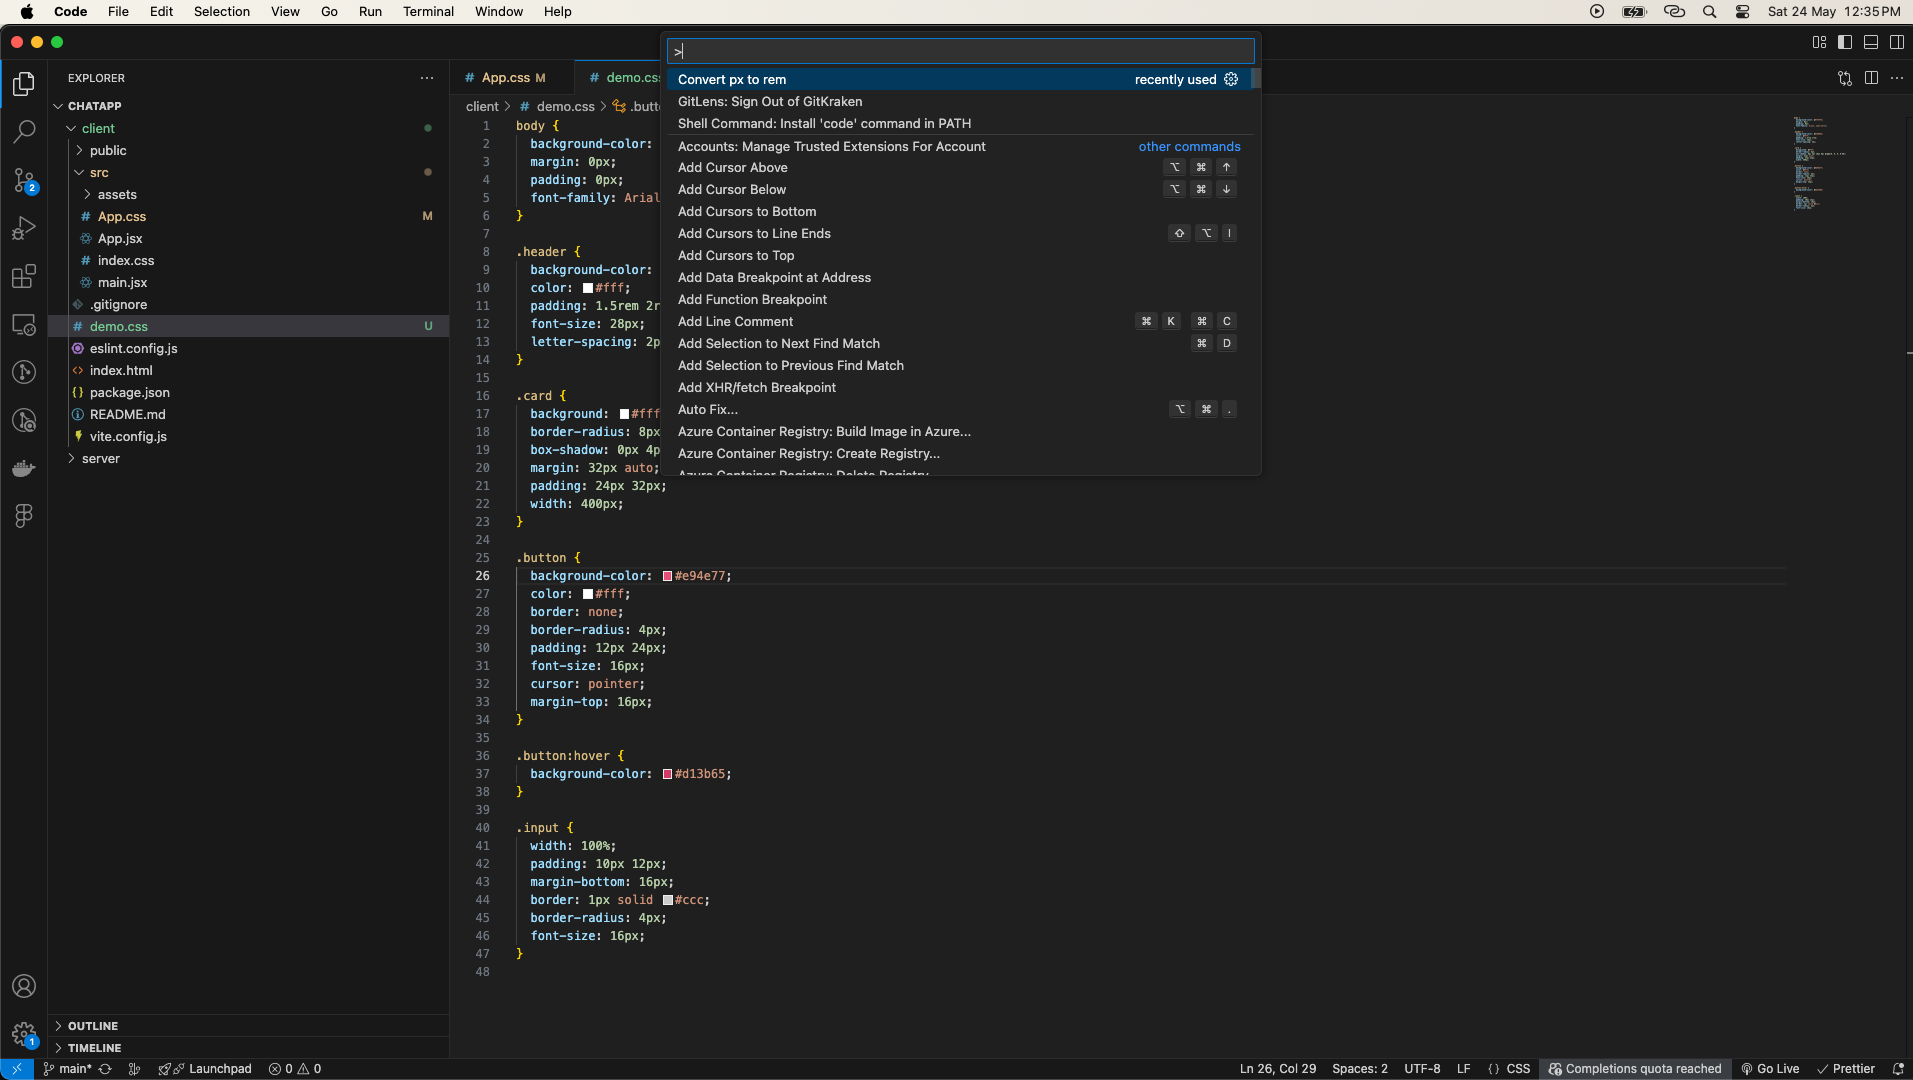 Code File Edit Selection View Go Run Terminal Window Help Sat 24 May 12:35 PM
>
EXPLORER
CHATAPP
client
public
src
assets
# App.css M
App.jsx
# index.css
main.jsx
.gitignore
# demo.css U
eslint.config.js
<> index.html
{} package.json
README.md
vite.config.js
server
OUTLINE
TIMELINE
2
1
# App.css M # demo.css
client > # demo.css >
Convert px to rem recently used
GitLens: Sign Out of GitKraken
Shell Command: Install 'code' command in PATH
Accounts: Manage Trusted Extensions For Account other commands
Add Cursor Above ⌥ ⌘ ↑
Add Cursor Below ⌥ ⌘ ↓
Add Cursors to Bottom
Add Cursors to Line Ends ⇧ ⌥ I
Add Cursors to Top
Add Data Breakpoint at Address
Add Function Breakpoint
Add Line Comment ⌘ K ⌘ C
Add Selection to Next Find Match ⌘ D
Add Selection to Previous Find Match
Add XHR/fetch Breakpoint
Auto Fix... ⌥ ⌘ .
Azure Container Registry: Build Image in Azure...
Azure Container Registry: Create Registry...
Azure Container Registry: Delete Registry
1 body {
2 background-color:
3 margin: 0px;
4 padding: 0px;
5 font-family: Arial
6 }
7
8 .header {
9 background-color:
10 color: #fff;
11 padding: 1.5rem 2r
12 font-size: 28px;
13 letter-spacing: 2p
14 }
15
16 .card {
17 background: #fff
18 border-radius: 8px
19 box-shadow: 0px 4p
20 margin: 32px auto;
21 padding: 24px 32px;
22 width: 400px;
23 }
24
25 .button {
26 background-color: #e94e77;
27 color: #fff;
28 border: none;
29 border-radius: 4px;
30 padding: 12px 24px;
31 font-size: 16px;
32 cursor: pointer;
33 margin-top: 16px;
34 }
35
36 .button:hover {
37 background-color: #d13b65;
38 }
39
40 .input {
41 width: 100%;
42 padding: 10px 12px;
43 margin-bottom: 16px;
44 border: 1px solid #ccc;
45 border-radius: 4px;
46 font-size: 16px;
47 }
48
main* Launchpad 0 0 Ln 26, Col 29 Spaces: 2 UTF-8 LF {} CSS Completions quota reached Go Live Prettier